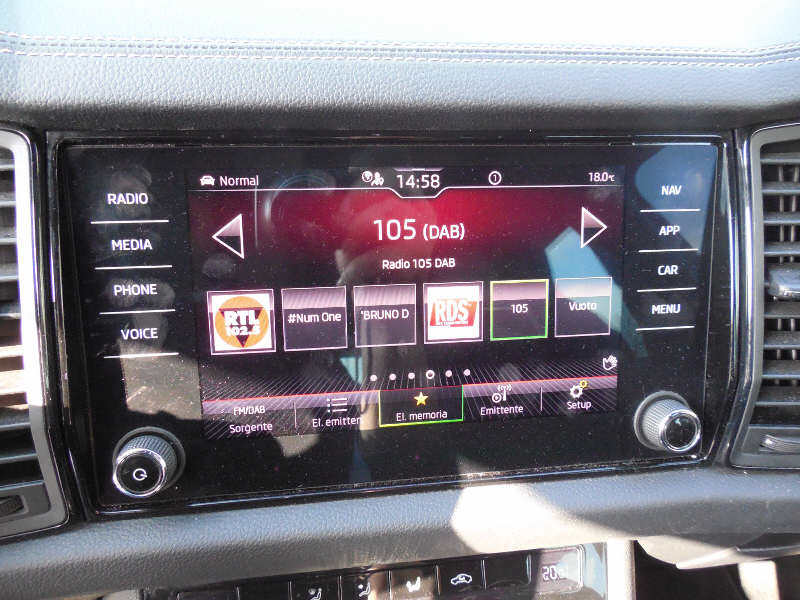 RADIO
MEDIA
PHONE
VOICE
Normal
14:58
1
18.0°C
105 (DAB)
Radio 105 DAB
RTL
102.5
#Num One
'BRUNO D
RDS
105
Vuoto
FM/DAB
Sorgente
El. emitten
El. memoria
Emittente
Setup
NAV
APP
CAR
MENU